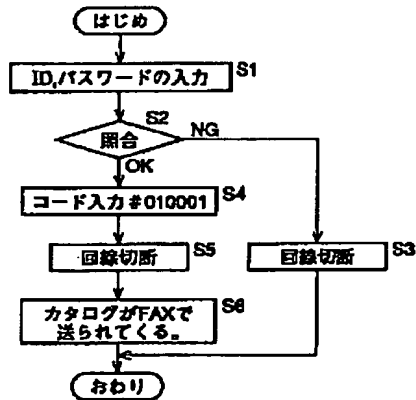 はじめ
ID,パスワードの入力 S1
照合 S2
NG
OK
コード入力#010001 S4
回線切断 S5
回線切断 S3
カタログがFAXで S6
送られてくる。
おわり